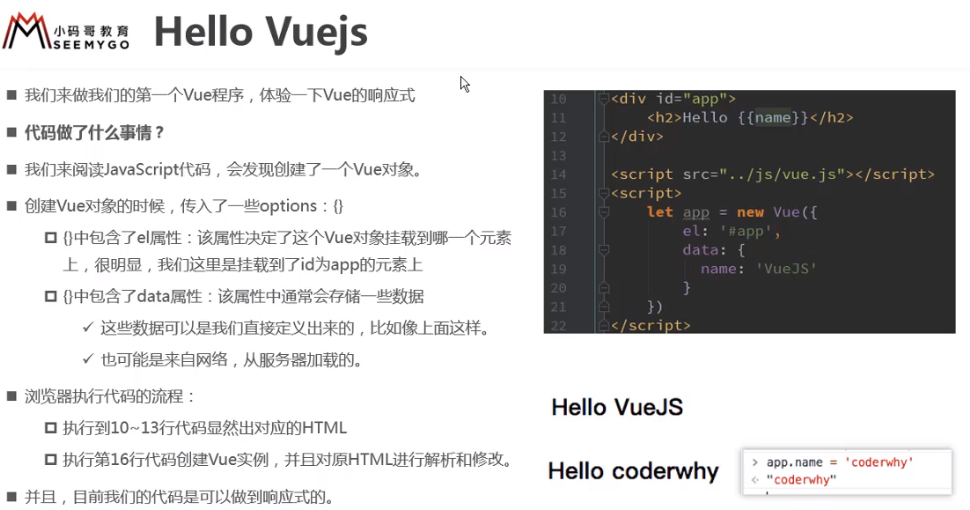 小码哥教育
SEEMYGO
Hello Vuejs
■ 我们来做我们的第一个Vue程序，体验一下Vue的响应式
■ 代码做了什么事情？
■ 我们来阅读JavaScript代码，会发现创建了一个Vue对象。
■ 创建Vue对象的时候，传入了一些options：{}
{}中包含了el属性：该属性决定了这个Vue对象挂载到哪一个元素
上，很明显，我们这里是挂载到了id为app的元素上
{}中包含了data属性：该属性中通常会存储一些数据
✓ 这些数据可以是我们直接定义出来的，比如像上面这样。
✓ 也可能是来自网络，从服务器加载的。
■ 浏览器执行代码的流程：
执行到10~13行代码显然出对应的HTML
执行第16行代码创建Vue实例，并且对原HTML进行解析和修改。
■ 并且，目前我们的代码是可以做到响应式的。
10 <div id="app">
11 <h2>Hello {{name}}</h2>
12 </div>
13
14 <script src="../js/vue.js"></script>
15 <script>
16 let app = new Vue({
17 el: '#app',
18 data: {
19 name: 'VueJS'
20 }
21 })
22 </script>
Hello VueJS
Hello coderwhy
> app.name = 'coderwhy'
"coderwhy"